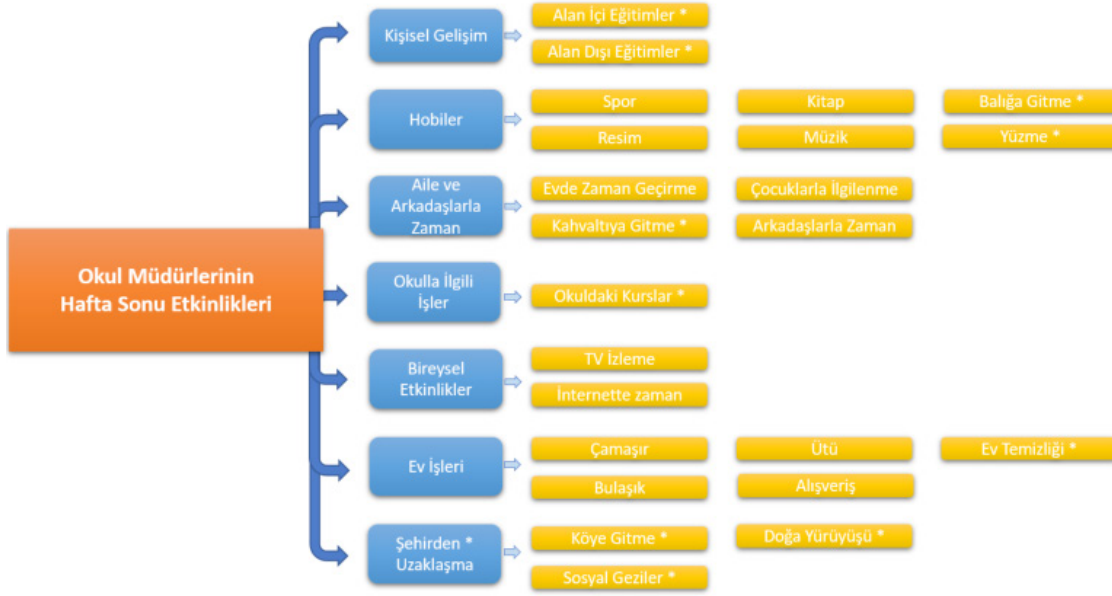 Okul Müdürlerinin
Hafta Sonu Etkinlikleri
Kişisel Gelişim
Alan İçi Eğitimler *
Alan Dışı Eğitimler *
Hobiler
Spor
Kitap
Balığa Gitme *
Resim
Müzik
Yüzme *
Aile ve
Arkadaşlarla
Zaman
Evde Zaman Geçirme
Çocuklarla İlgilenme
Kahvaltıya Gitme *
Arkadaşlarla Zaman
Okulla İlgili
İşler
Okuldaki Kurslar *
Bireysel
Etkinlikler
TV İzleme
İnternette zaman
Ev İşleri
Çamaşır
Ütü
Ev Temizliği *
Bulaşık
Alışveriş
Şehirden *
Uzaklaşma
Köye Gitme *
Doğa Yürüyüşü *
Sosyal Geziler *